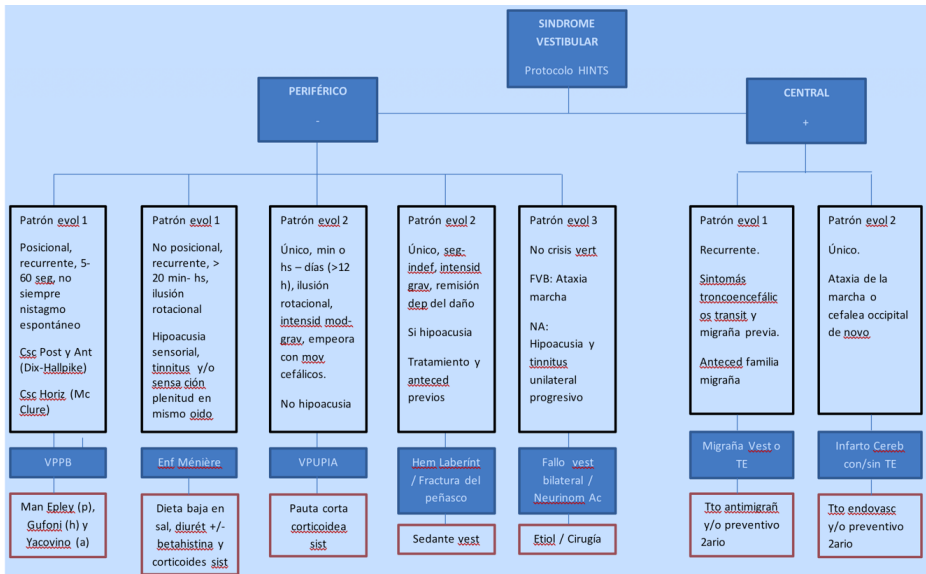 SINDROME
VESTIBULAR
Protocolo HINTS
PERIFÉRICO
-
CENTRAL
+
Patrón evol 1
Posicional,
recurrente, 5-
60 seg, no
siempre
nistagmo
espontáneo
Csc Post y Ant
(Dix-Hallpike)
Csc Horiz (Mc
Clure)
VPPB
Man Epley (p),
Gufoni (h) y
Yacovino (a)
Patrón evol 1
No posicional,
recurrente, >
20 min- hs,
ilusión
rotacional
Hipoacusia
sensorial,
tinnitus y/o
sensa ción
plenitud en
mismo oido
Enf Ménière
Dieta baja en
sal, diurét +/-
betahistina y
corticoides sist
Patrón evol 2
Único, min o
hs – días (>12
h), ilusión
rotacional,
intensid mod-
grav, empeora
con mov
cefálicos.
No hipoacusia
VPUPIA
Pauta corta
corticoidea
sist
Patrón evol 2
Único, seg-
indef, intensid
grav, remisión
dep del daño
Si hipoacusia
Tratamiento y
anteced
previos
Hem Laberínt
/ Fractura del
peñasco
Sedante vest
Patrón evol 3
No crisis vert
FVB: Ataxia
marcha
NA:
Hipoacusia y
tinnitus
unilateral
progresivo
Fallo vest
bilateral /
Neurinom Ac
Etiol / Cirugía
Patrón evol 1
Recurrente.
Sintomás
troncoencefálic
os transit y
migraña previa.
Anteced familia
migraña
Migraña Vest o
TE
Tto antimigrañ
y/o preventivo
2ario
Patrón evol 2
Único.
Ataxia de la
marcha o
cefalea occipital
de novo
Infarto Cereb
con/sin TE
Tto endovasc
y/o preventivo
2ario